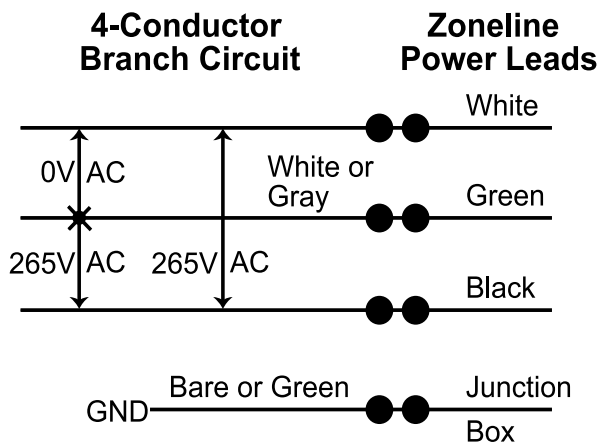 4-Conductor
Branch Circuit
Zoneline
Power Leads
White
0V AC
White or
Gray
Green
265V AC
265V AC
Black
GND
Bare or Green
Junction
Box